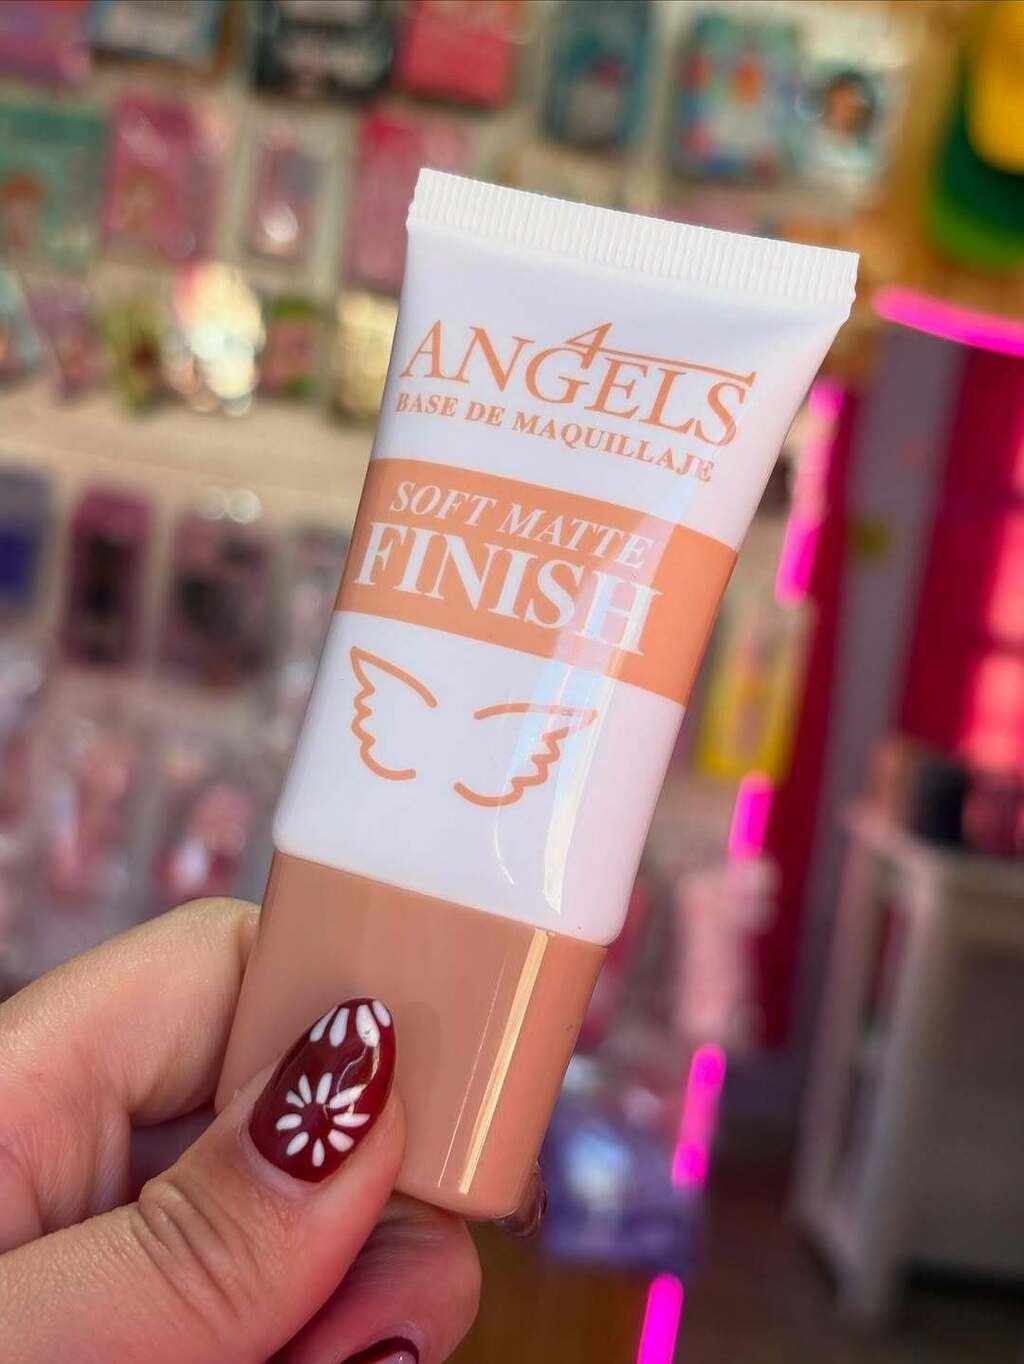 4
ANGELS
BASE DE MAQUILLAJE
SOFT MATTE
FINISH